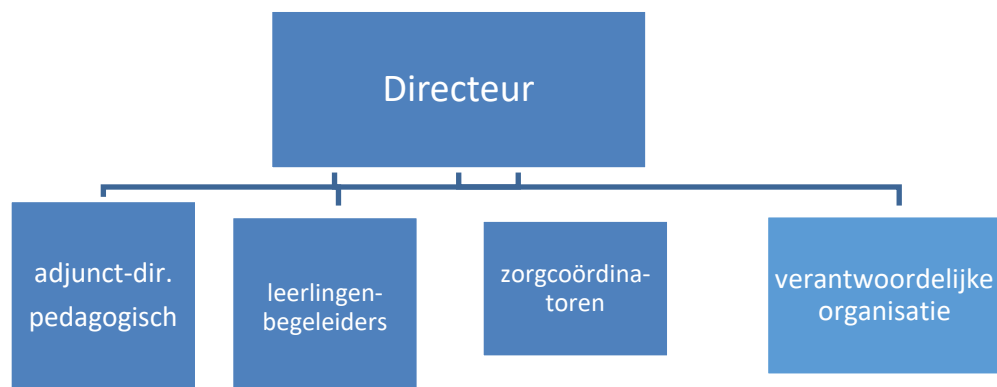 Directeur
adjunct-dir.
pedagogisch
leerlingen-
begeleiders
zorgcoördina-
toren
verantwoordelijke
organisatie